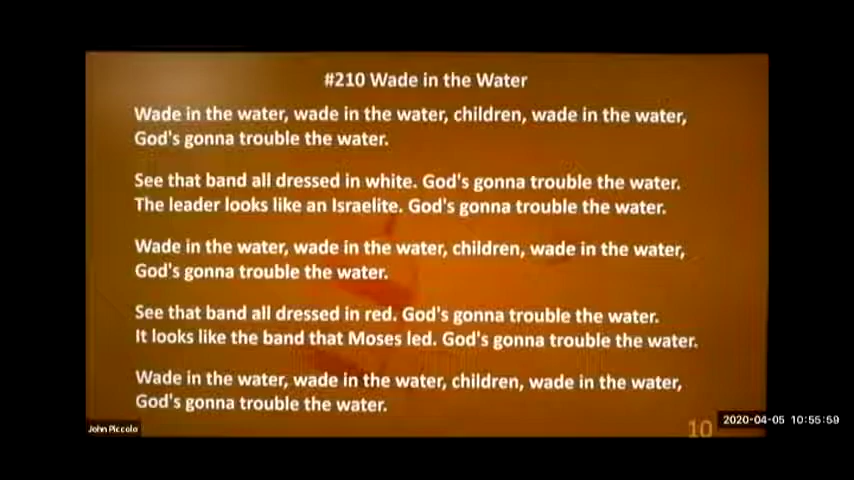 #210 Wade in the Water
Wade in the water, wade in the water, children, wade in the water,
God's gonna trouble the water.
See that band all dressed in white. God's gonna trouble the water.
The leader looks like an Israelite. God's gonna trouble the water.
Wade in the water, wade in the water, children, wade in the water,
God's gonna trouble the water.
See that band all dressed in red. God's gonna trouble the water.
It looks like the band that Moses led. God's gonna trouble the water.
Wade in the water, wade in the water, children, wade in the water,
God's gonna trouble the water.
John Piccolo
10
2020-04-05 10:55:59